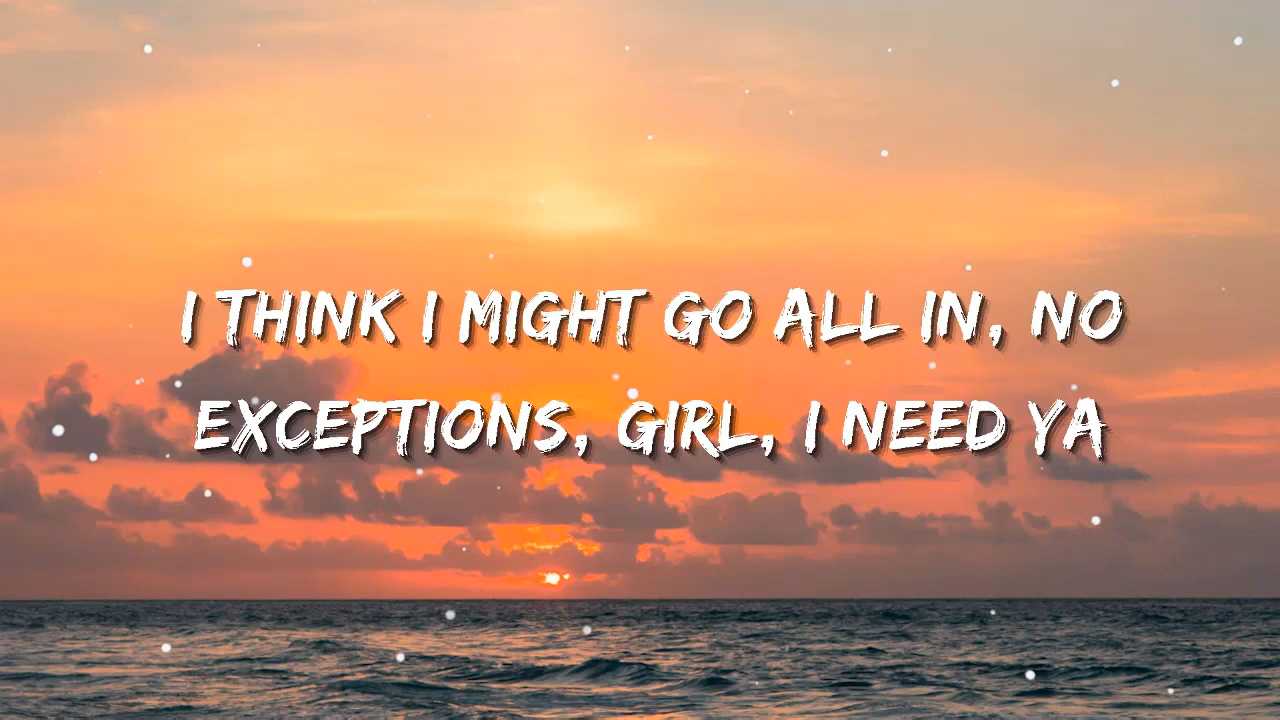 I THINK I MIGHT GO ALL IN, NO
EXCEPTIONS, GIRL, I NEED YA